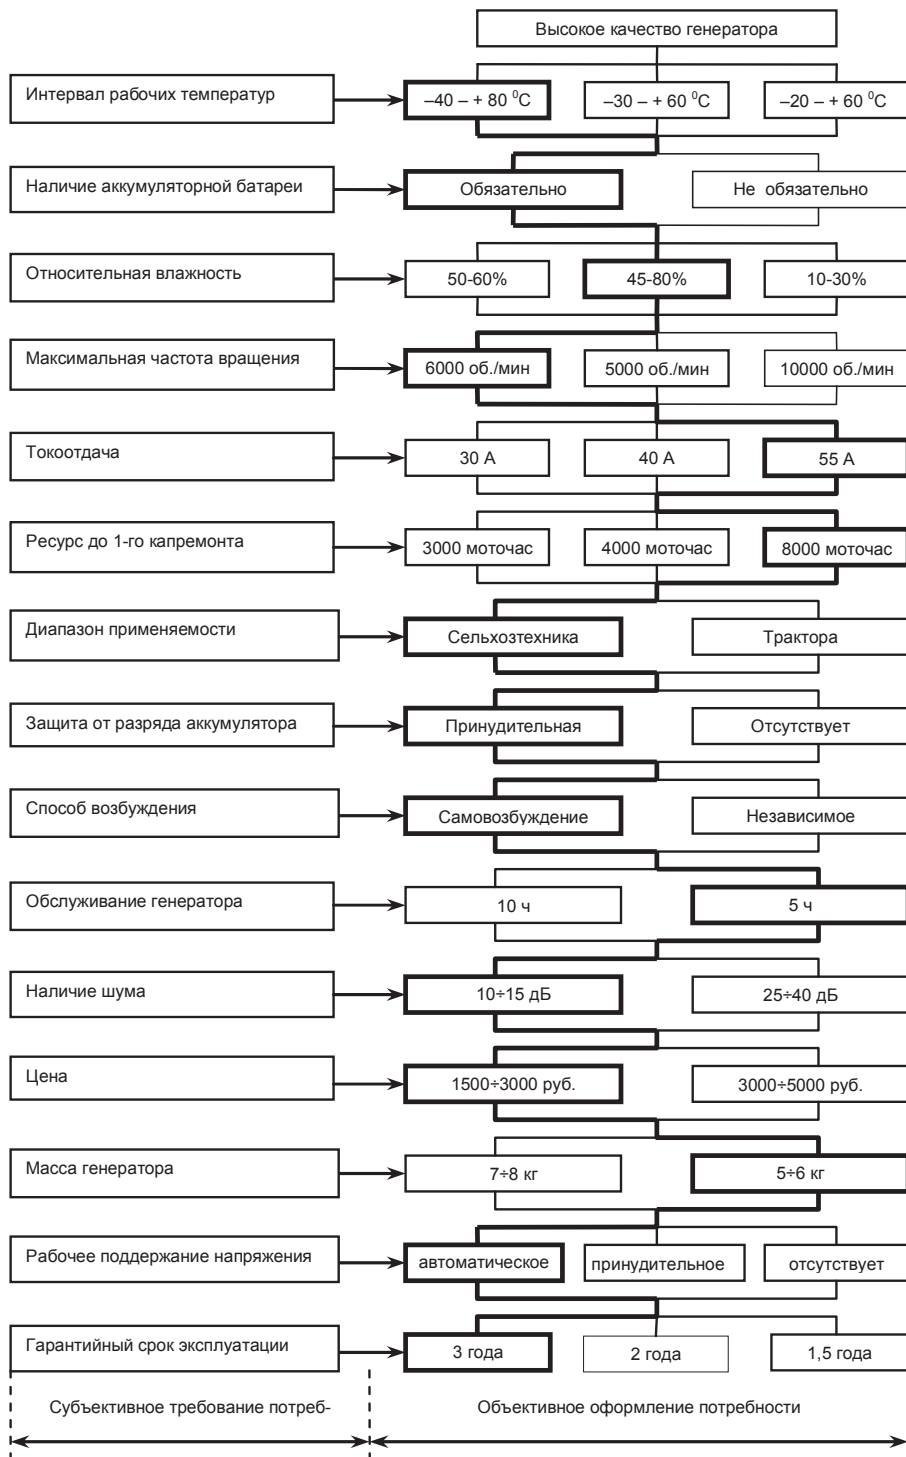 Высокое качество генератора
Интервал рабочих температур
–40 – + 80 ⁰С
–30 – + 60 ⁰С
–20 – + 60 ⁰С
Наличие аккумуляторной батареи
Обязательно
Не обязательно
Относительная влажность
50-60%
45-80%
10-30%
Максимальная частота вращения
6000 об./мин
5000 об./мин
10000 об./мин
Токоотдача
30 А
40 А
55 А
Ресурс до 1-го капремонта
3000 моточас
4000 моточас
8000 моточас
Диапазон применяемости
Сельхозтехника
Трактора
Защита от разряда аккумулятора
Принудительная
Отсутствует
Способ возбуждения
Самовозбуждение
Независимое
Обслуживание генератора
10 ч
5 ч
Наличие шума
10÷15 дБ
25÷40 дБ
Цена
1500÷3000 руб.
3000÷5000 руб.
Масса генератора
7÷8 кг
5÷6 кг
Рабочее поддержание напряжения
автоматическое
принудительное
отсутствует
Гарантийный срок эксплуатации
3 года
2 года
1,5 года
Субъективное требование потреб-
Объективное оформление потребности